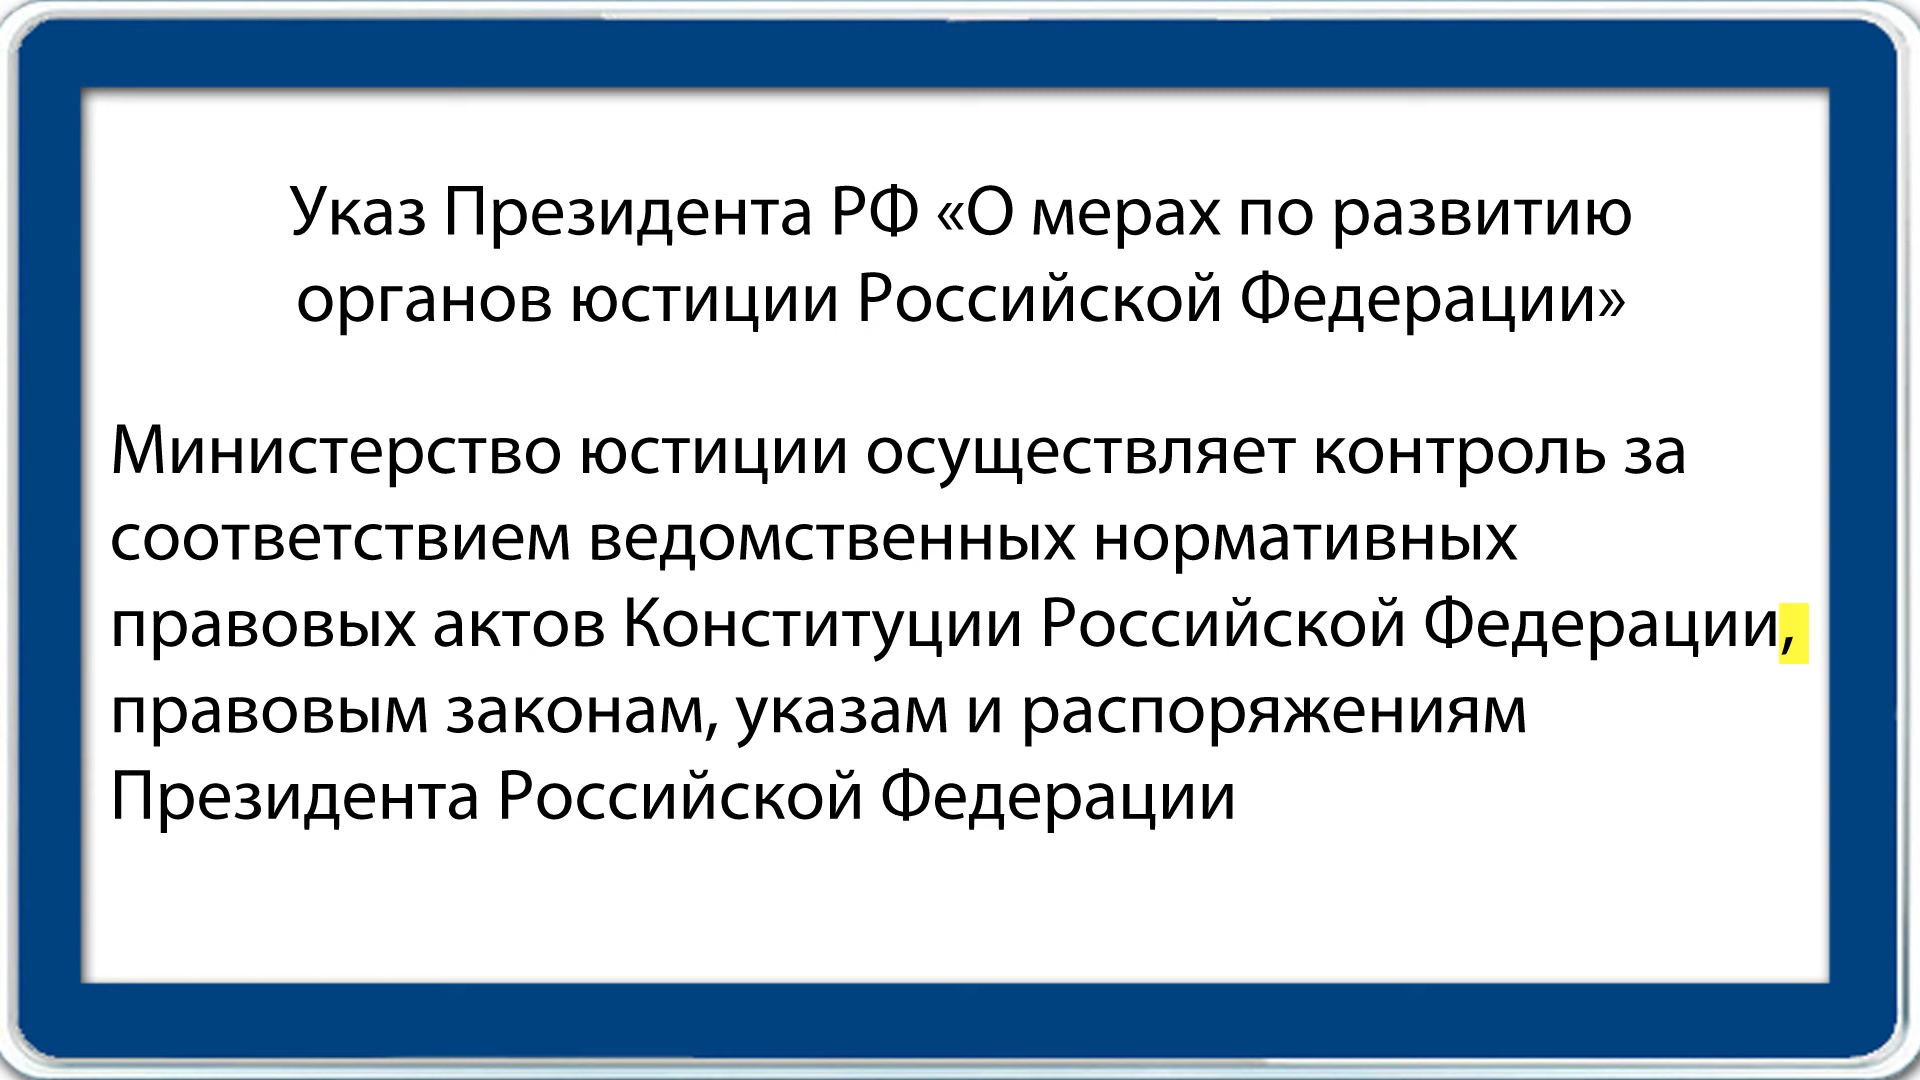 Указ Президента РФ «О мерах по развитию
органов юстиции Российской Федерации»
Министерство юстиции осуществляет контроль за
соответствием ведомственных нормативных
правовых актов Конституции Российской Федерации,
правовым законам, указам и распоряжениям
Президента Российской Федерации